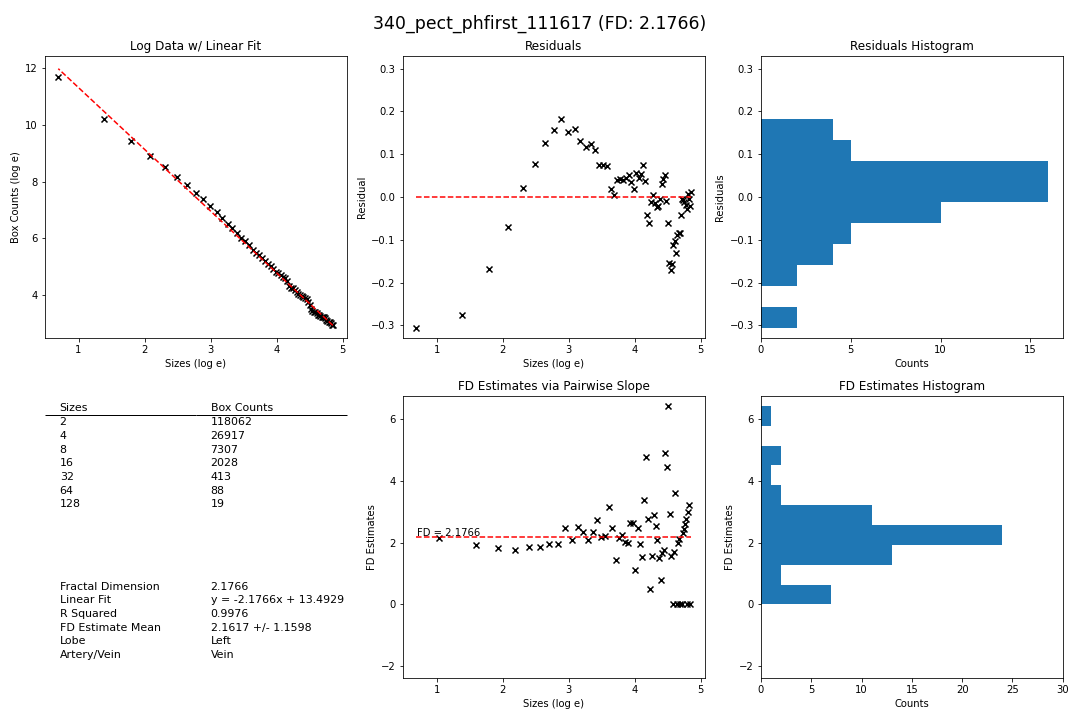 340_pect_phfirst_111617 (FD: 2.1766)
Log Data w/ Linear Fit
Box Counts (log e)
12
10
8
6
4
1 2 3 4 5
Sizes (log e)
Residuals
Residual
0.3
0.2
0.1
0.0
−0.1
−0.2
−0.3
1 2 3 4 5
Sizes (log e)
Residuals Histogram
Residuals
0.3
0.2
0.1
0.0
−0.1
−0.2
−0.3
0 5 10 15
Counts
Sizes Box Counts
2 118062
4 26917
8 7307
16 2028
32 413
64 88
128 19
Fractal Dimension 2.1766
Linear Fit y = -2.1766x + 13.4929
R Squared 0.9976
FD Estimate Mean 2.1617 +/- 1.1598
Lobe Left
Artery/Vein Vein
FD Estimates via Pairwise Slope
FD Estimates
6
4
2
0
−2
FD = 2.1766
1 2 3 4 5
Sizes (log e)
FD Estimates Histogram
FD Estimates
6
4
2
0
−2
0 5 10 15 20 25 30
Counts